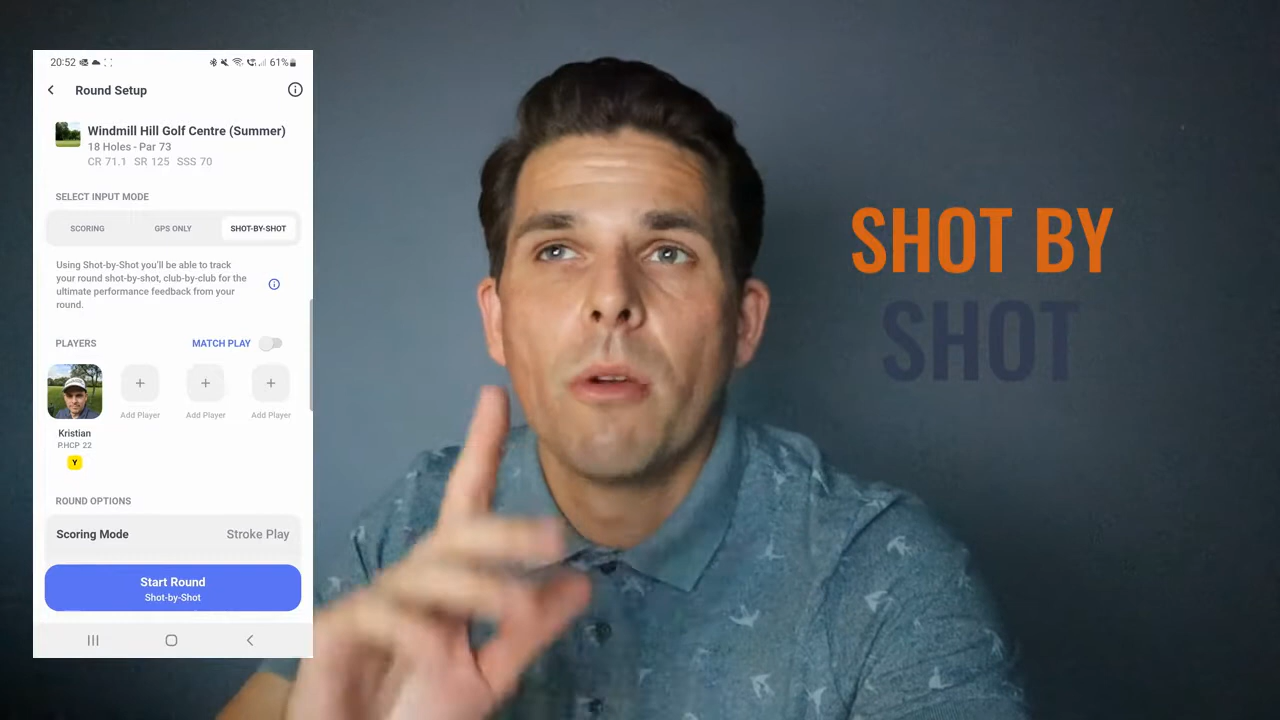 20:52
61%
Round Setup
Windmill Hill Golf Centre (Summer)
18 Holes - Par 73
CR 71.1 SR 125 SSS 70
SELECT INPUT MODE
SCORING GPS ONLY SHOT-BY-SHOT
Using Shot-by-Shot you'll be able to track
your round shot-by-shot, club-by-club for the
ultimate performance feedback from your
round.
PLAYERS MATCH PLAY
Add Player Add Player Add Player
Kristian
P.HCP 22
Y
ROUND OPTIONS
Scoring Mode Stroke Play
Start Round
Shot-by-Shot
SHOT BY
SHOT